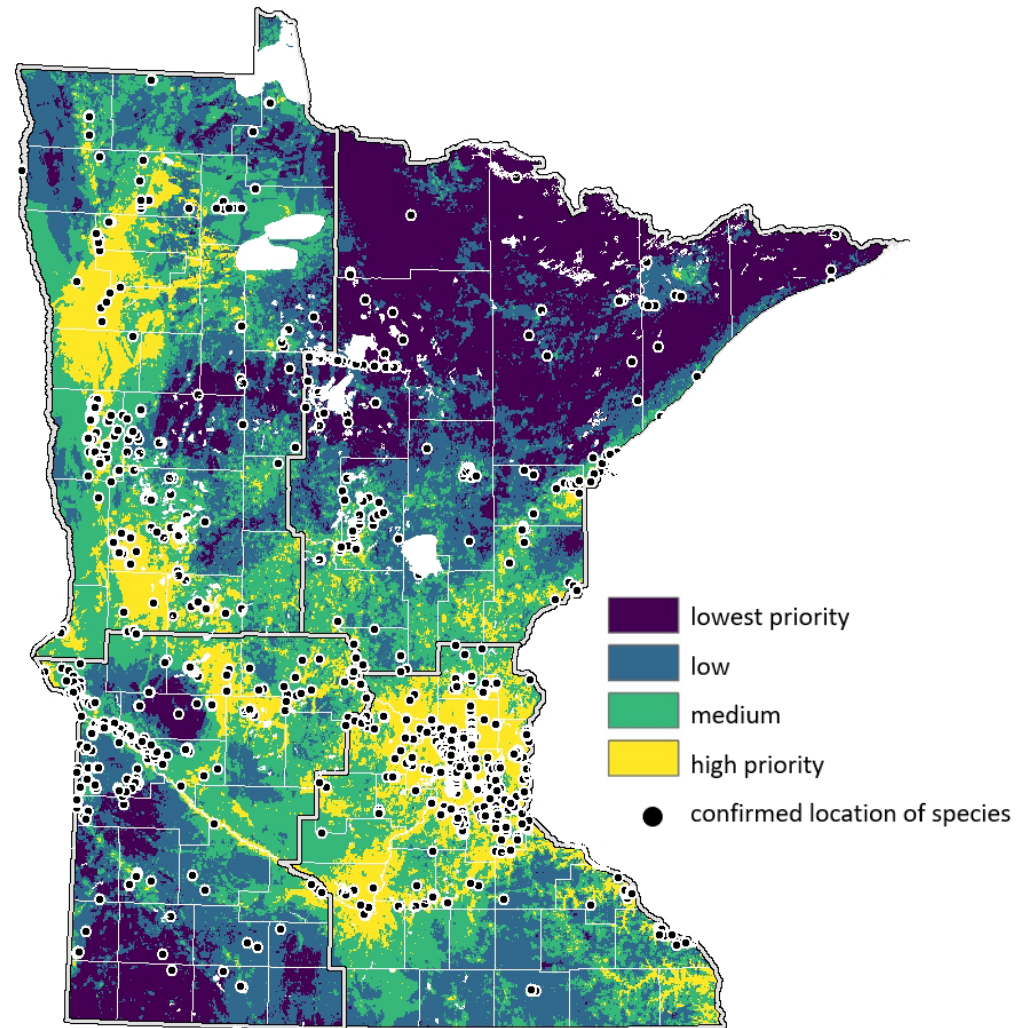 lowest priority
low
medium
high priority
confirmed location of species